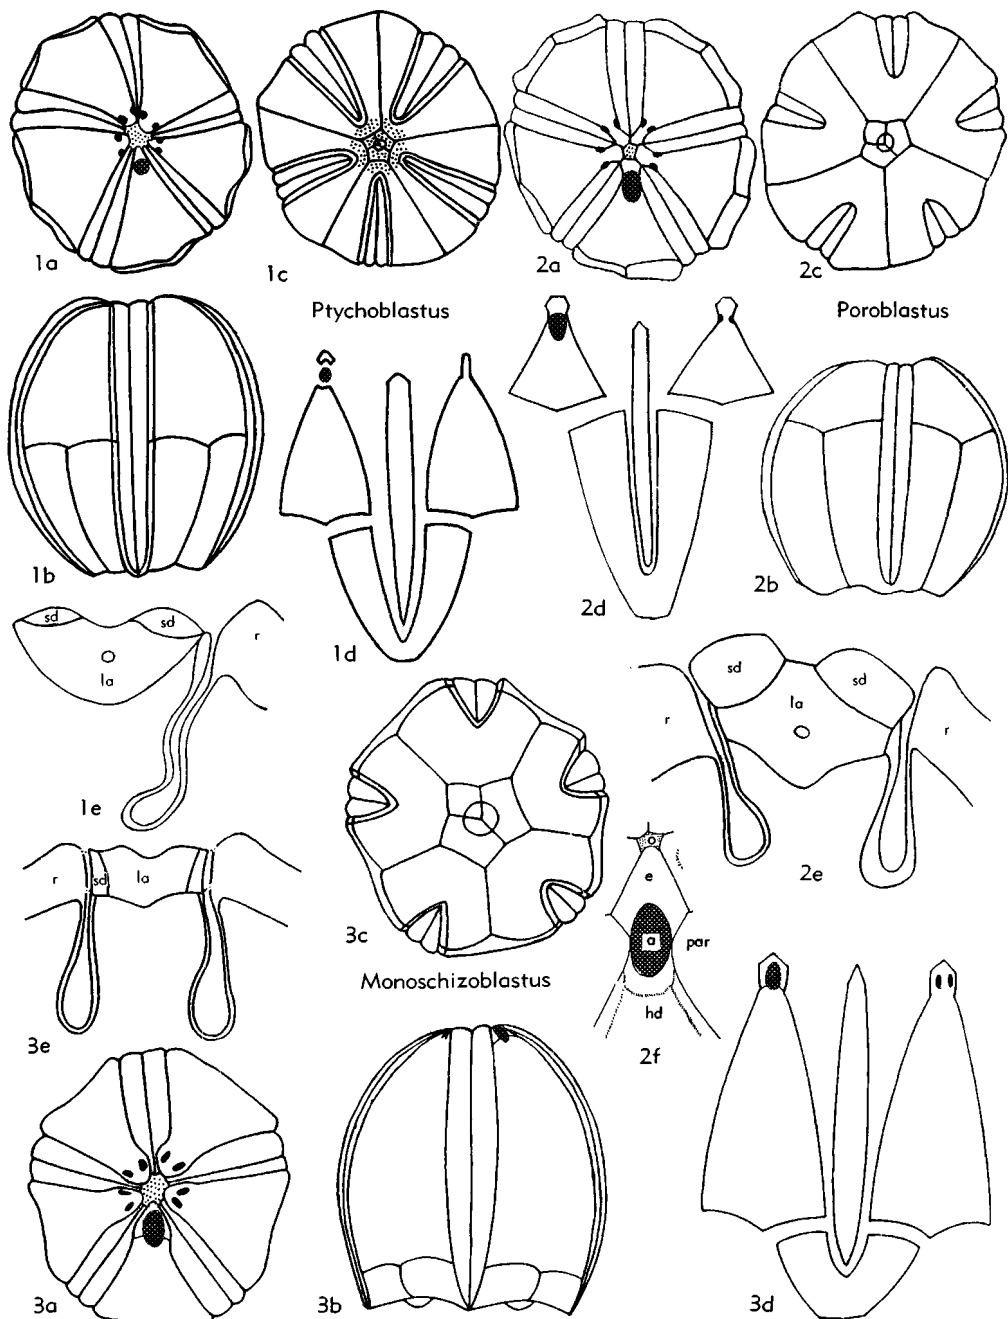 1a
1c
2a
2c
Ptychoblastus
Poroblastus
1b
1d
2d
2b
sd
sd
r
la
1e
sd
sd
la
r
r
2e
r
sd
la
3e
3c
Monoschizoblastus
o
e
a
par
hd
2f
3a
3b
3d